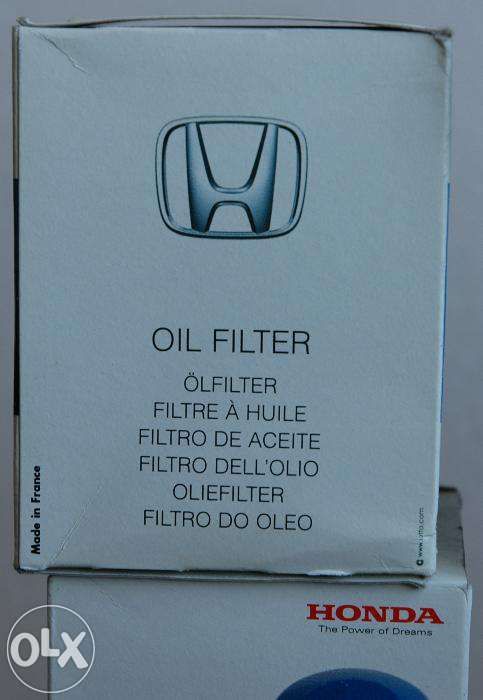 OIL FILTER
ÖLFILTER
FILTRE À HUILE
FILTRO DE ACEITE
FILTRO DELL'OLIO
OLIEFILTER
FILTRO DO OLEO
Made in France
HONDA
The Power of Dreams
OLX